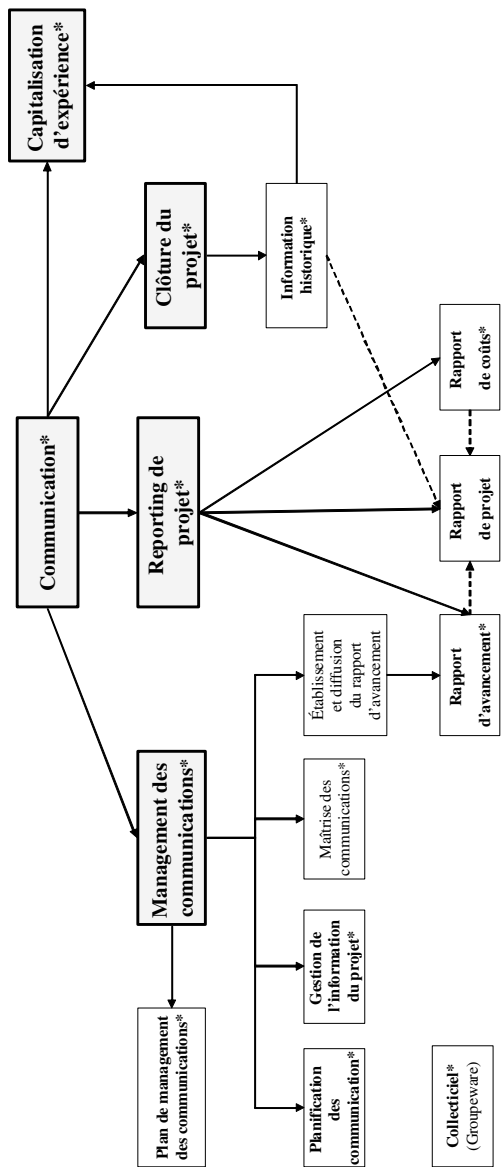 Communication*
Capitalisation
d'expérience*
Management des
communications*
Reporting de
projet*
Clôture du
projet*
Plan de management
des communications*
Information
historique*
Planification
des
communication*
Gestion de
l'information
du projet*
Maîtrise des
communications*
Établissement
et diffusion
du rapport
d'avancement
Collecticiel*
(Groupeware)
Rapport
d'avancement*
Rapport
de projet
Rapport
de coûts*